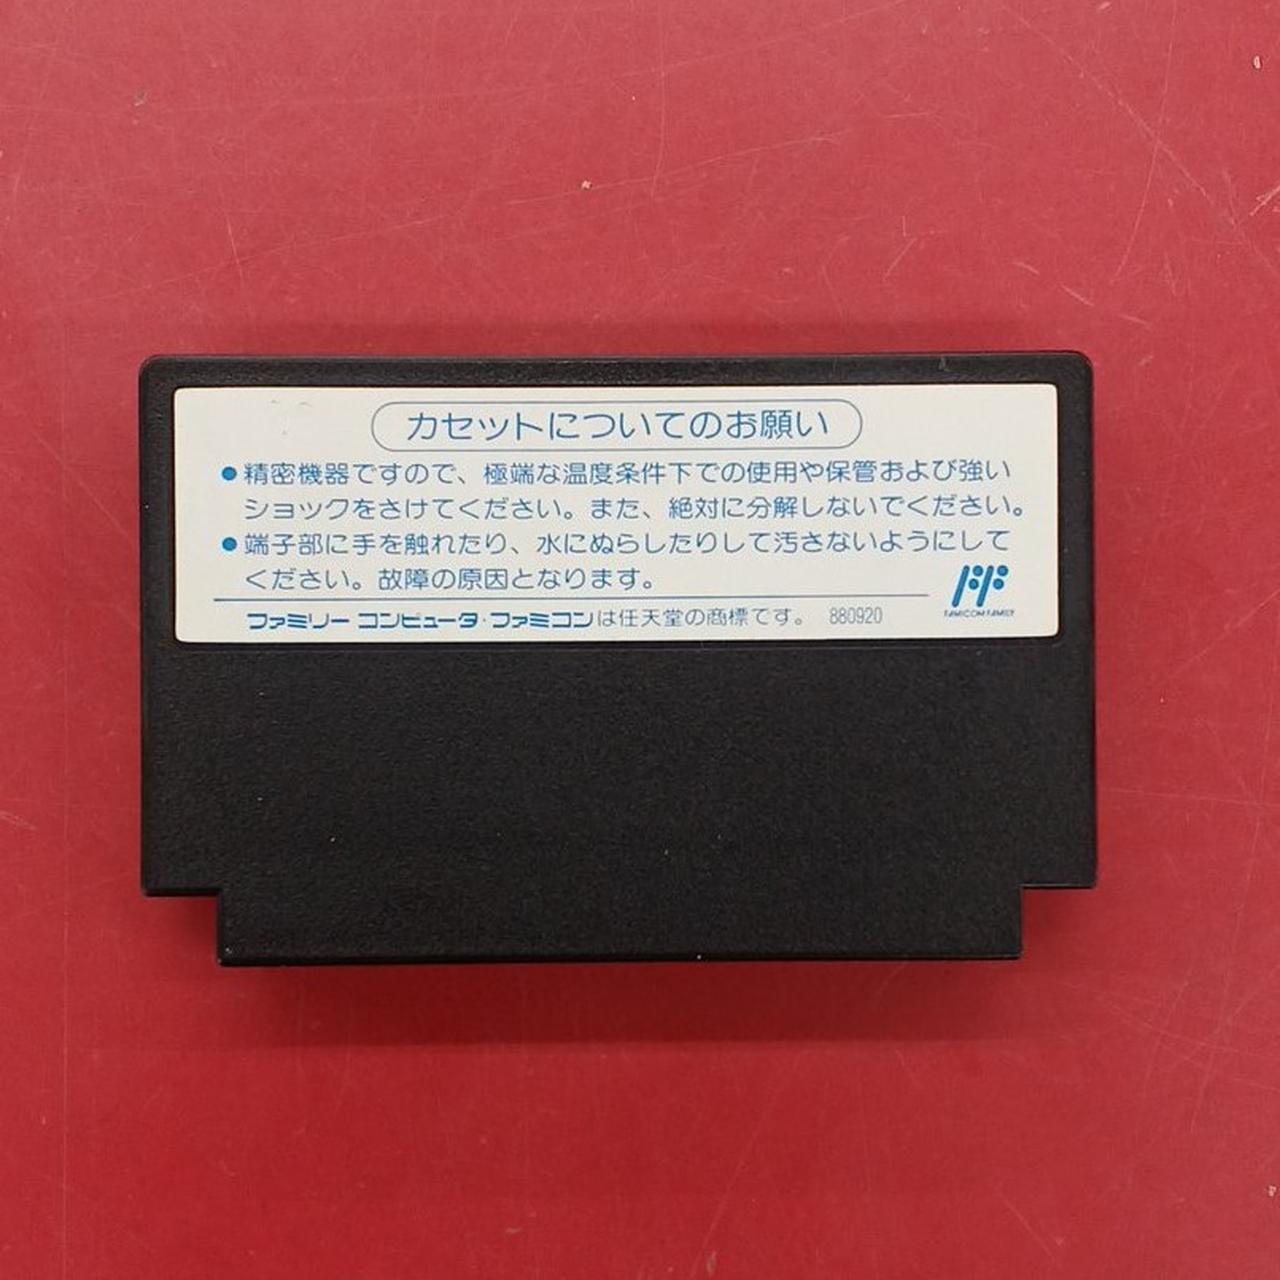 カセットについてのお願い
●精密機器ですので、極端な温度条件下での使用や保管および強い
ショックをさけてください。また、絶対に分解しないでください。
●端子部に手を触れたり、水にぬらしたりして汚さないようにして
ください。故障の原因となります。
ファミリーコンピュータ・ファミコンは任天堂の商標です。 880920
FAMICOM FAMILY